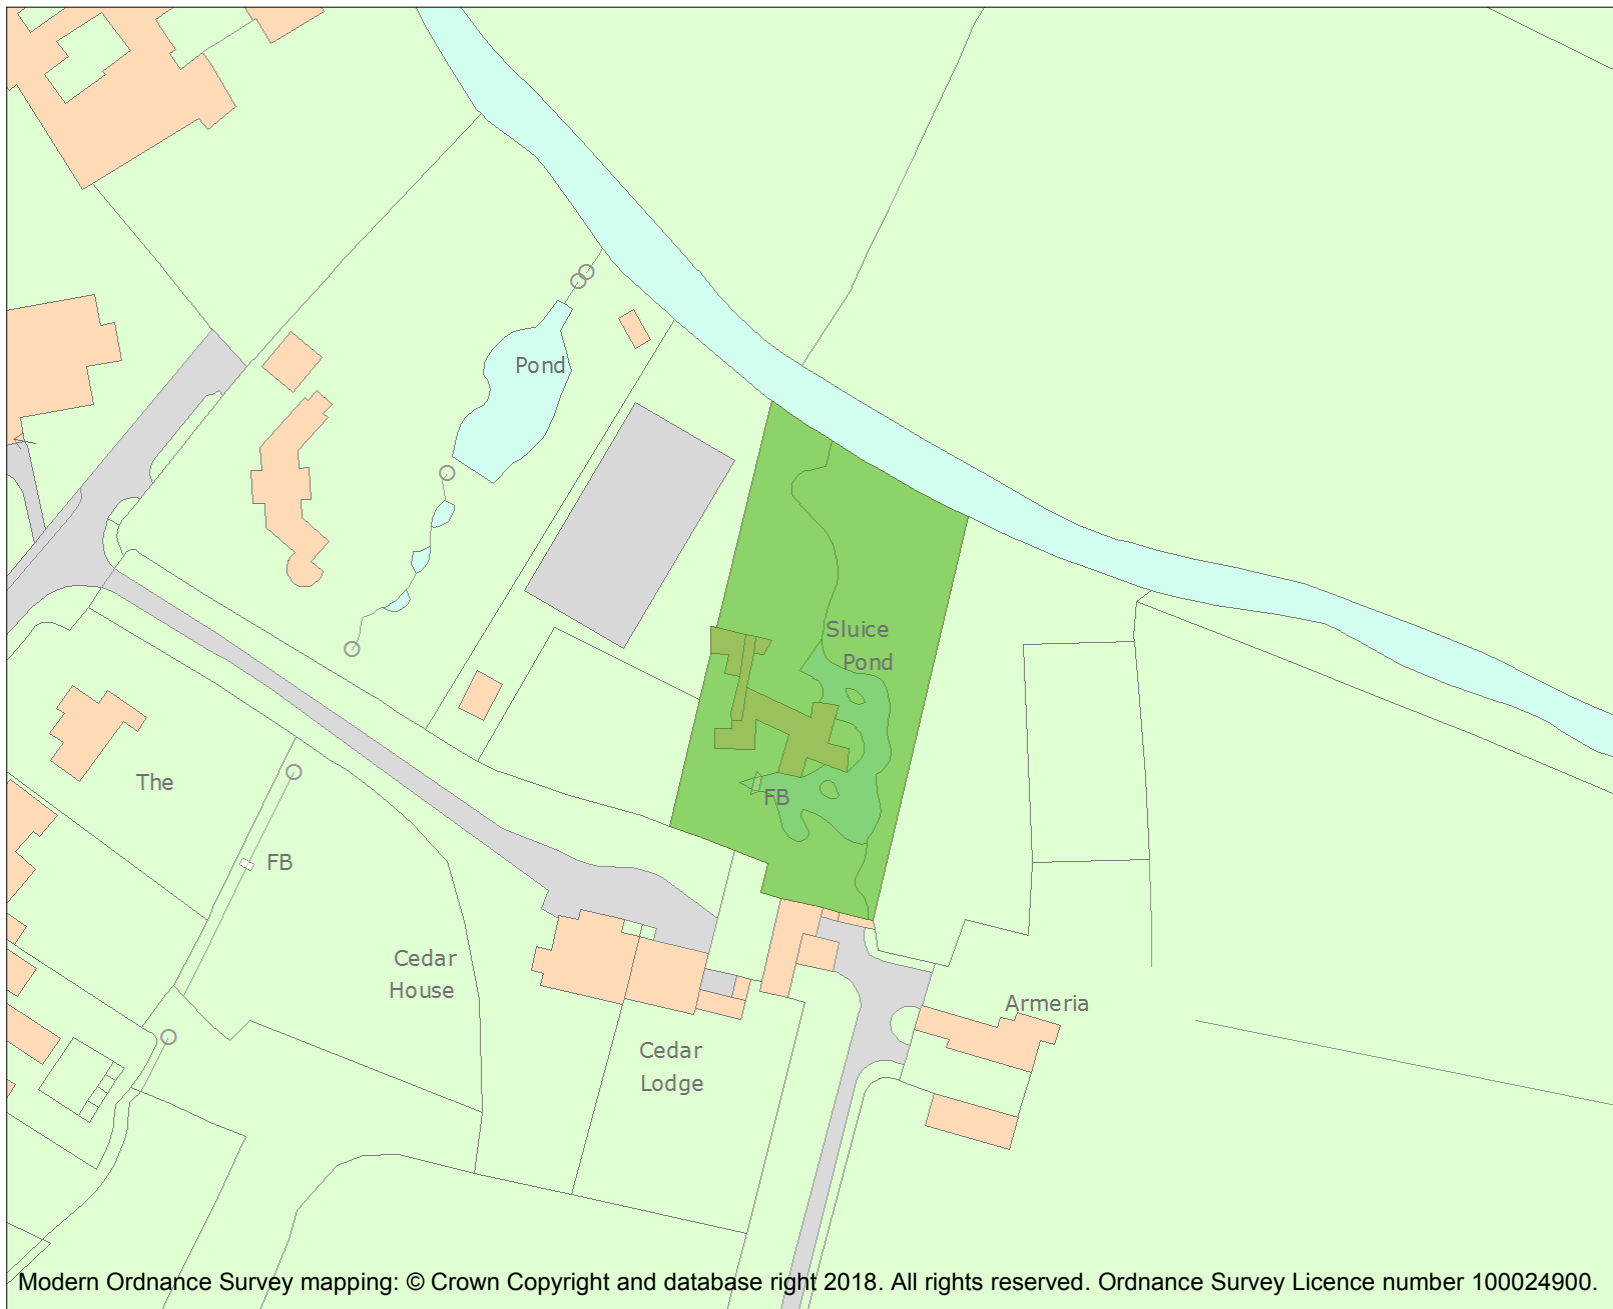 Pond
Sluice
Pond
The
FB
FB
Cedar
House
Armeria
Cedar
Lodge
Modern Ordnance Survey mapping: © Crown Copyright and database right 2018. All rights reserved. Ordnance Survey Licence number 100024900.